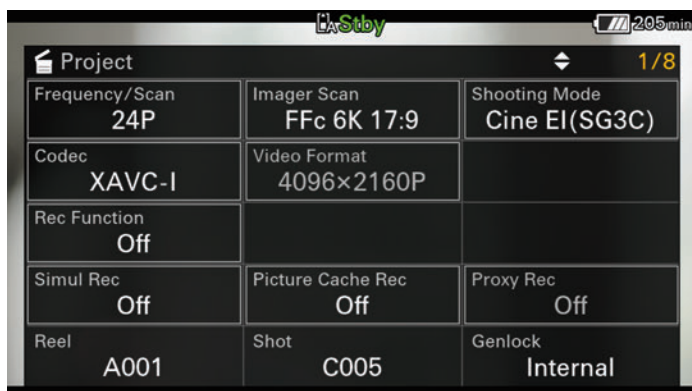 A Stby 205min
Project 1/8
Frequency/Scan Imager Scan Shooting Mode
24P FFc 6K 17:9 Cine EI(SG3C)
Codec Video Format
XAVC-I 4096×2160P
Rec Function
Off
Simul Rec Picture Cache Rec Proxy Rec
Off Off Off
Reel Shot Genlock
A001 C005 Internal